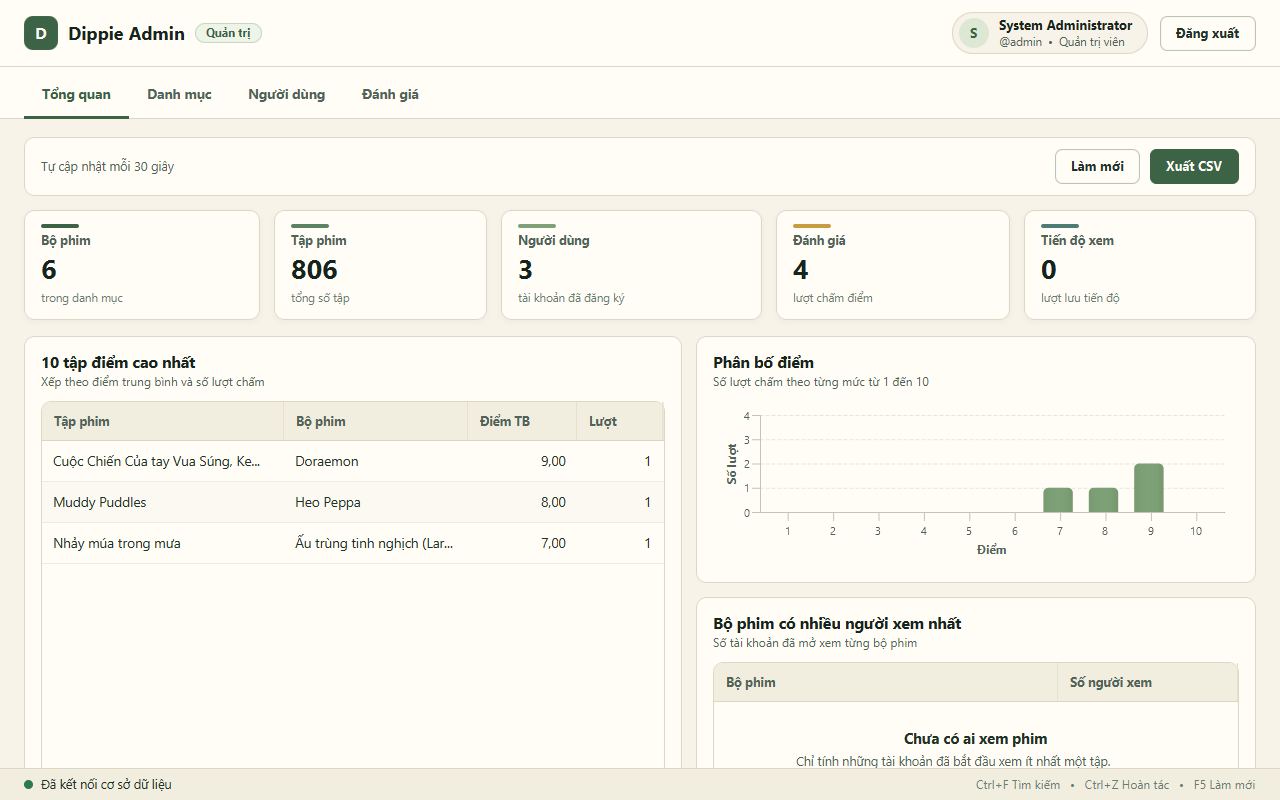 D Dippie Admin Quản trị
S System Administrator
@admin • Quản trị viên
Đăng xuất
Tổng quan Danh mục Người dùng Đánh giá
Tự cập nhật mỗi 30 giây
Làm mới Xuất CSV
Bộ phim
6
trong danh mục
Tập phim
806
tổng số tập
Người dùng
3
tài khoản đã đăng ký
Đánh giá
4
lượt chấm điểm
Tiến độ xem
0
lượt lưu tiến độ
10 tập điểm cao nhất
Xếp theo điểm trung bình và số lượt chấm
Tập phim Bộ phim Điểm TB Lượt
Cuộc Chiến Của tay Vua Súng, Ke... Doraemon 9,00 1
Muddy Puddles Heo Peppa 8,00 1
Nhảy múa trong mưa Ấu trùng tinh nghịch (Lar... 7,00 1
Phân bố điểm
Số lượt chấm theo từng mức từ 1 đến 10
Số lượt
4
3
2
1
0
1 2 3 4 5 6 7 8 9 10
Điểm
Bộ phim có nhiều người xem nhất
Số tài khoản đã mở xem từng bộ phim
Bộ phim Số người xem
Chưa có ai xem phim
Chỉ tính những tài khoản đã bắt đầu xem ít nhất một tập.
Đã kết nối cơ sở dữ liệu
Ctrl+F Tìm kiếm • Ctrl+Z Hoàn tác • F5 Làm mới